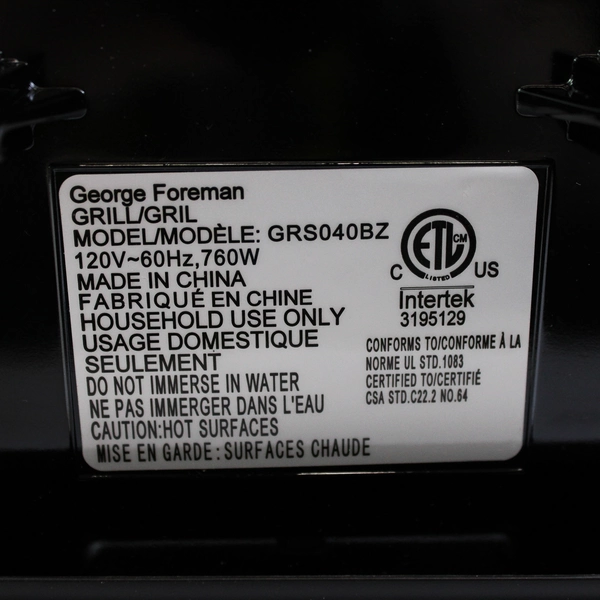 George Foreman
GRILL/GRIL
MODEL/MODÈLE: GRS040BZ
120V~60Hz,760W
MADE IN CHINA
FABRIQUÉ EN CHINE
HOUSEHOLD USE ONLY
USAGE DOMESTIQUE
SEULEMENT
DO NOT IMMERSE IN WATER
NE PAS IMMERGER DANS L'EAU
CAUTION:HOT SURFACES
MISE EN GARDE: SURFACES CHAUDE
ETL CM
LISTED
C US
Intertek
3195129
CONFORMS TO/CONFORME À LA
NORME UL STD.1083
CERTIFIED TO/CERTIFIÉ
CSA STD.C22.2 NO.64